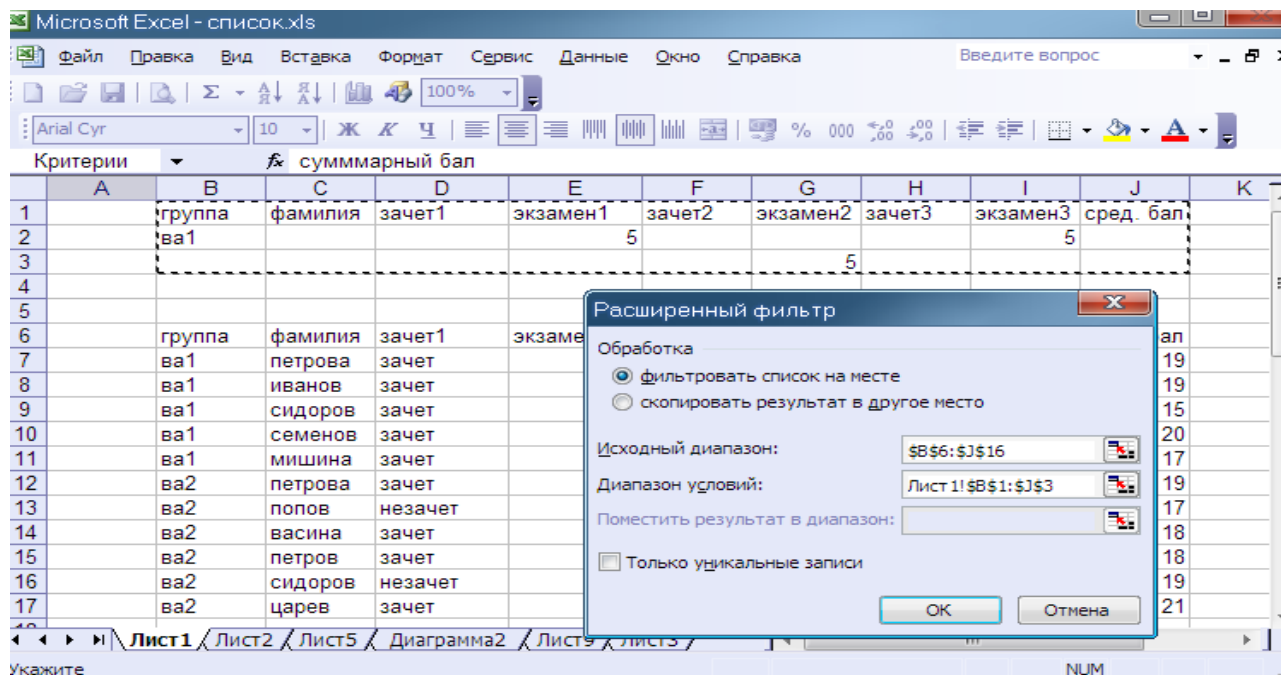 Microsoft Excel - список.xls
Файл Правка Вид Вставка Формат Сервис Данные Окно Справка Введите вопрос
100%
Arial Cyr 10 Ж К Ч % 000
Критерии fx сумммарный бал
A B C D E F G H I J K
1 группа фамилия зачет1 экзамен1 зачет2 экзамен2 зачет3 экзамен3 сред. бал
2 ва1 5 5
3 5
4
5
6 группа фамилия зачет1 экзаме ал
7 ва1 петрова зачет 19
8 ва1 иванов зачет 19
9 ва1 сидоров зачет 15
10 ва1 семенов зачет 20
11 ва1 мишина зачет 17
12 ва2 петрова зачет 19
13 ва2 попов незачет 17
14 ва2 васина зачет 18
15 ва2 петров зачет 18
16 ва2 сидоров незачет 19
17 ва2 царев зачет 21
Расширенный фильтр
Обработка
фильтровать список на месте
скопировать результат в другое место
Исходный диапазон: $B$6:$J$16
Диапазон условий: Лист1!$B$1:$J$3
Поместить результат в диапазон:
Только уникальные записи
ОК Отмена
Лист1 Лист2 Лист5 Диаграмма2 Лист9 Лист3
Укажите NUM